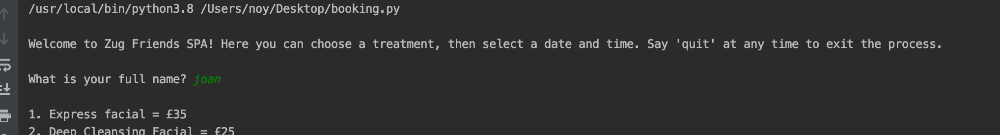 /usr/local/bin/python3.8 /Users/noy/Desktop/booking.py
Welcome to Zug Friends SPA! Here you can choose a treatment, then select a date and time. Say 'quit' at any time to exit the process.
What is your full name? joan
1. Express facial = £35
2. Deep Cleansing Facial = £25